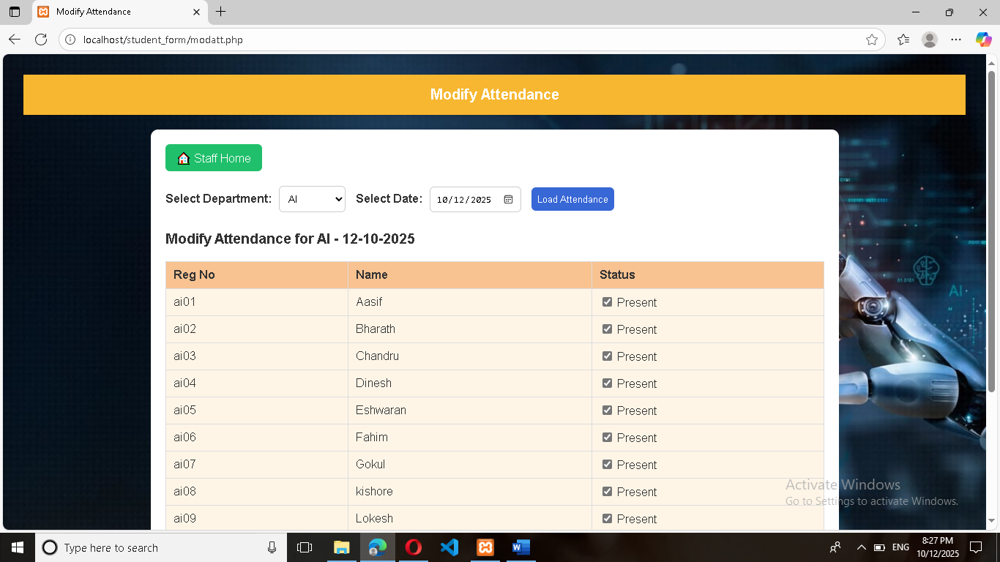 Modify Attendance
localhost/student_form/modatt.php
Modify Attendance
Staff Home
Select Department: AI Select Date: 10/12/2025 Load Attendance
Modify Attendance for AI - 12-10-2025
Reg No Name Status
ai01 Aasif Present
ai02 Bharath Present
ai03 Chandru Present
ai04 Dinesh Present
ai05 Eshwaran Present
ai06 Fahim Present
ai07 Gokul Present
ai08 kishore Present
ai09 Lokesh Present
AI
AI
Activate Windows
Go to Settings to activate Windows.
Type here to search
ENG
8:27 PM
10/12/2025